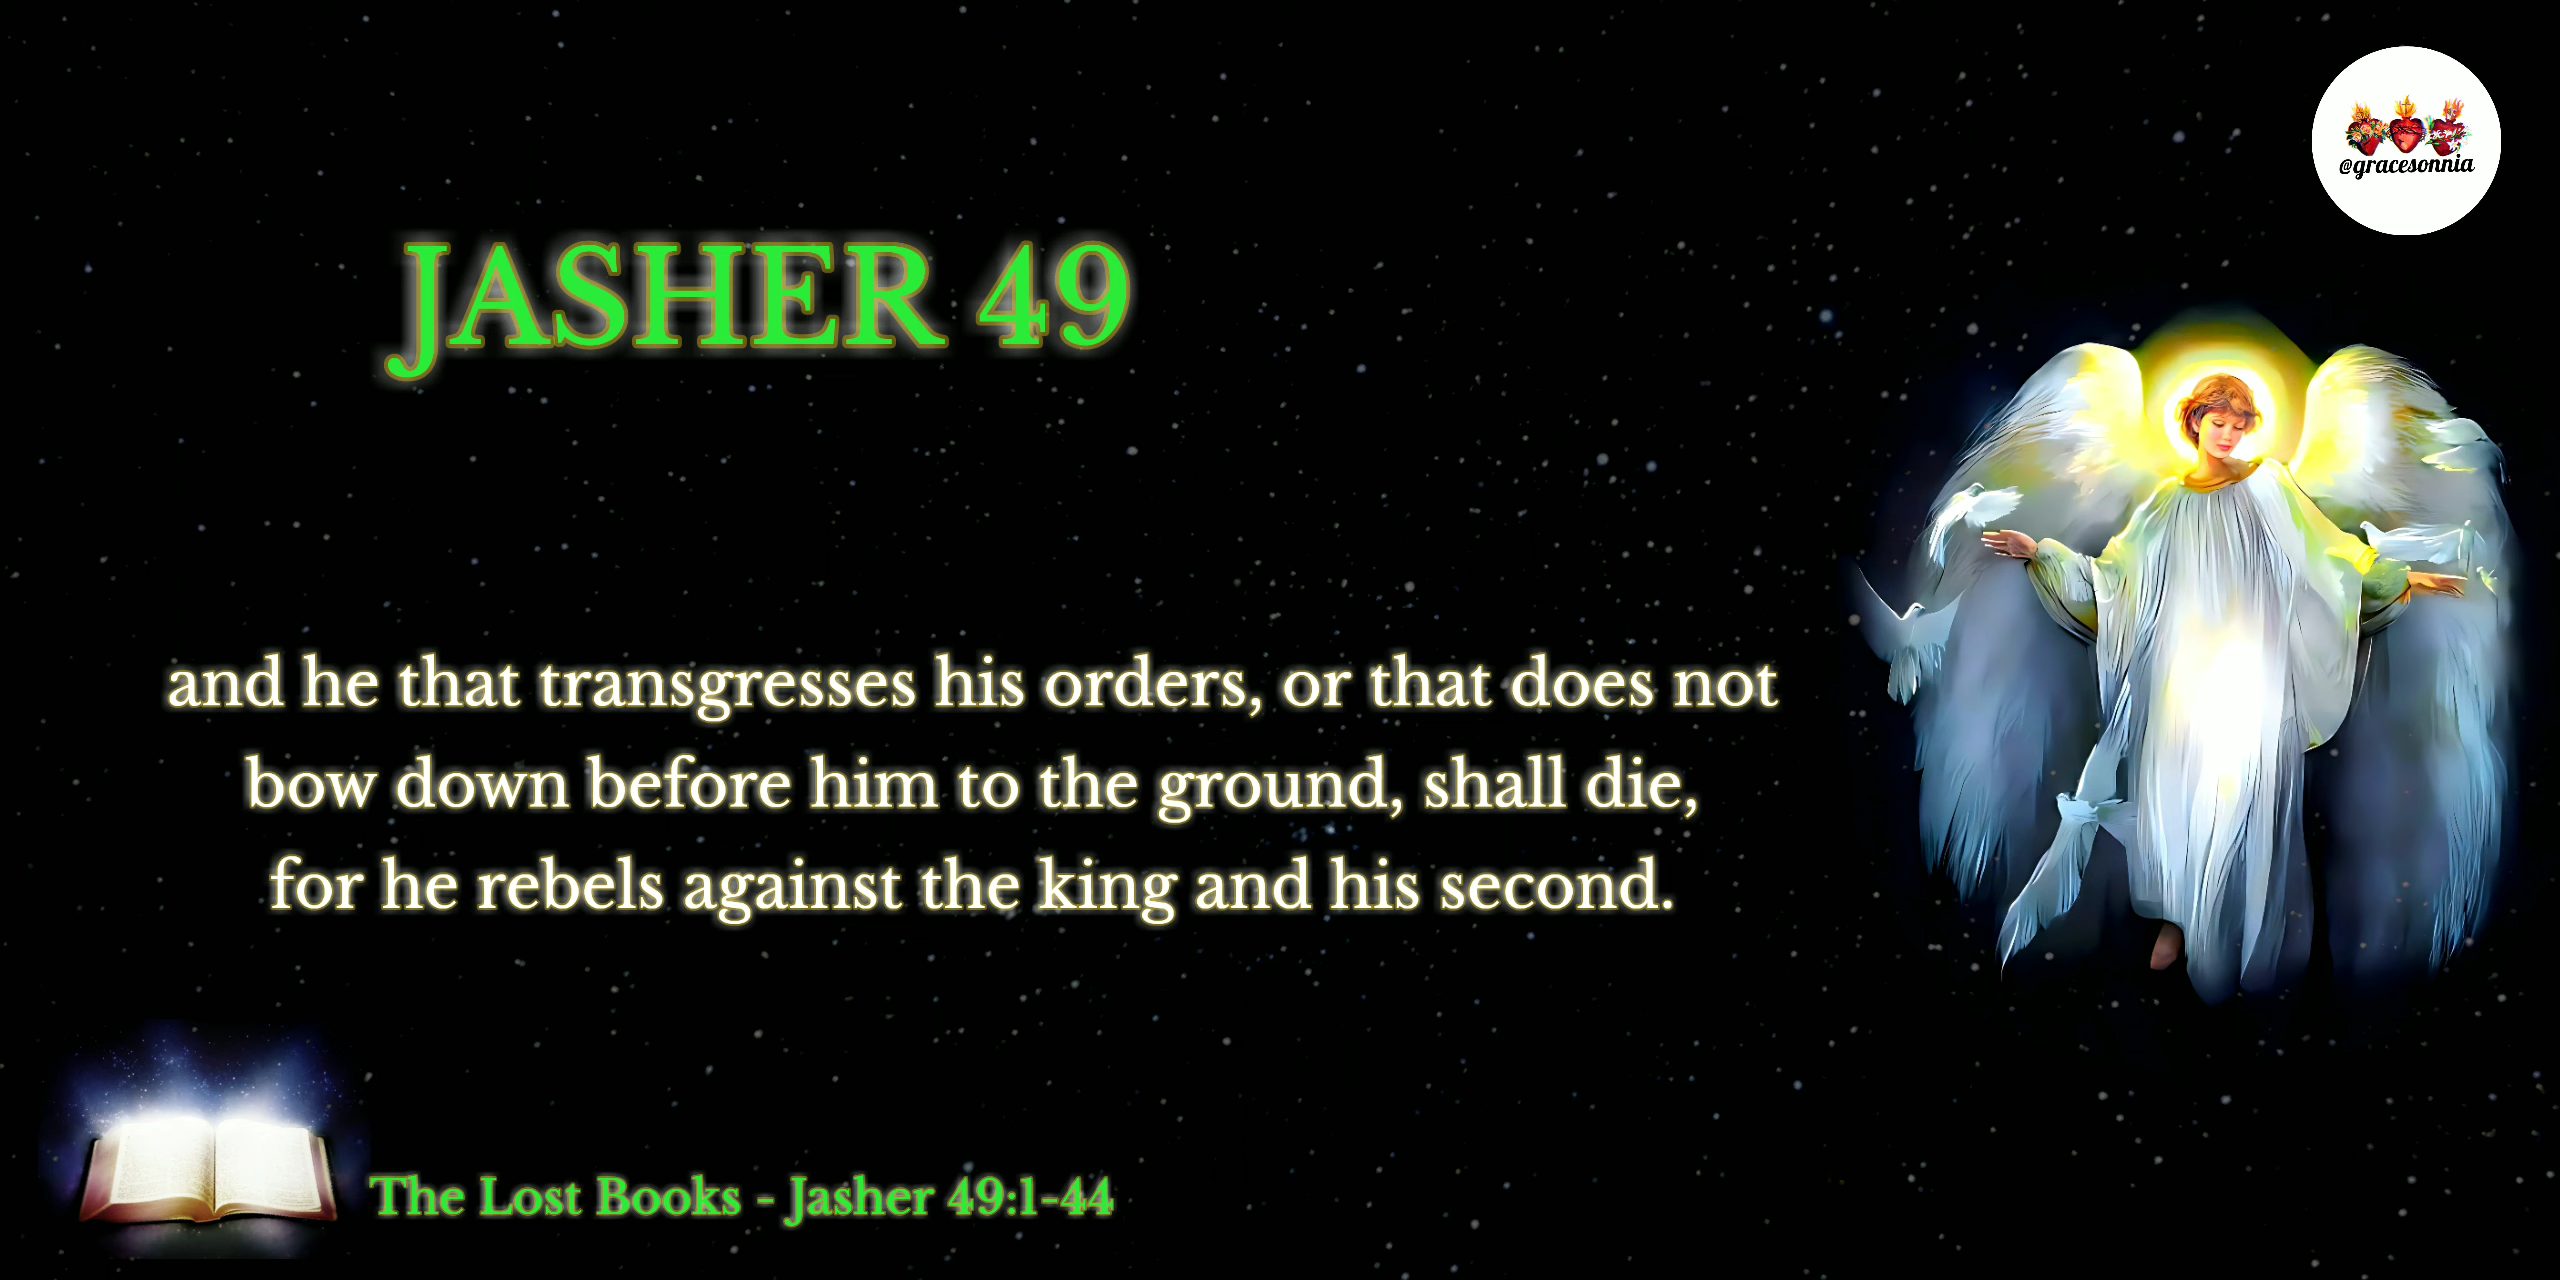 @gracesonnia
JASHER 49
and he that transgresses his orders, or that does not
bow down before him to the ground, shall die,
for he rebels against the king and his second.
The Lost Books - Jasher 49:1-44